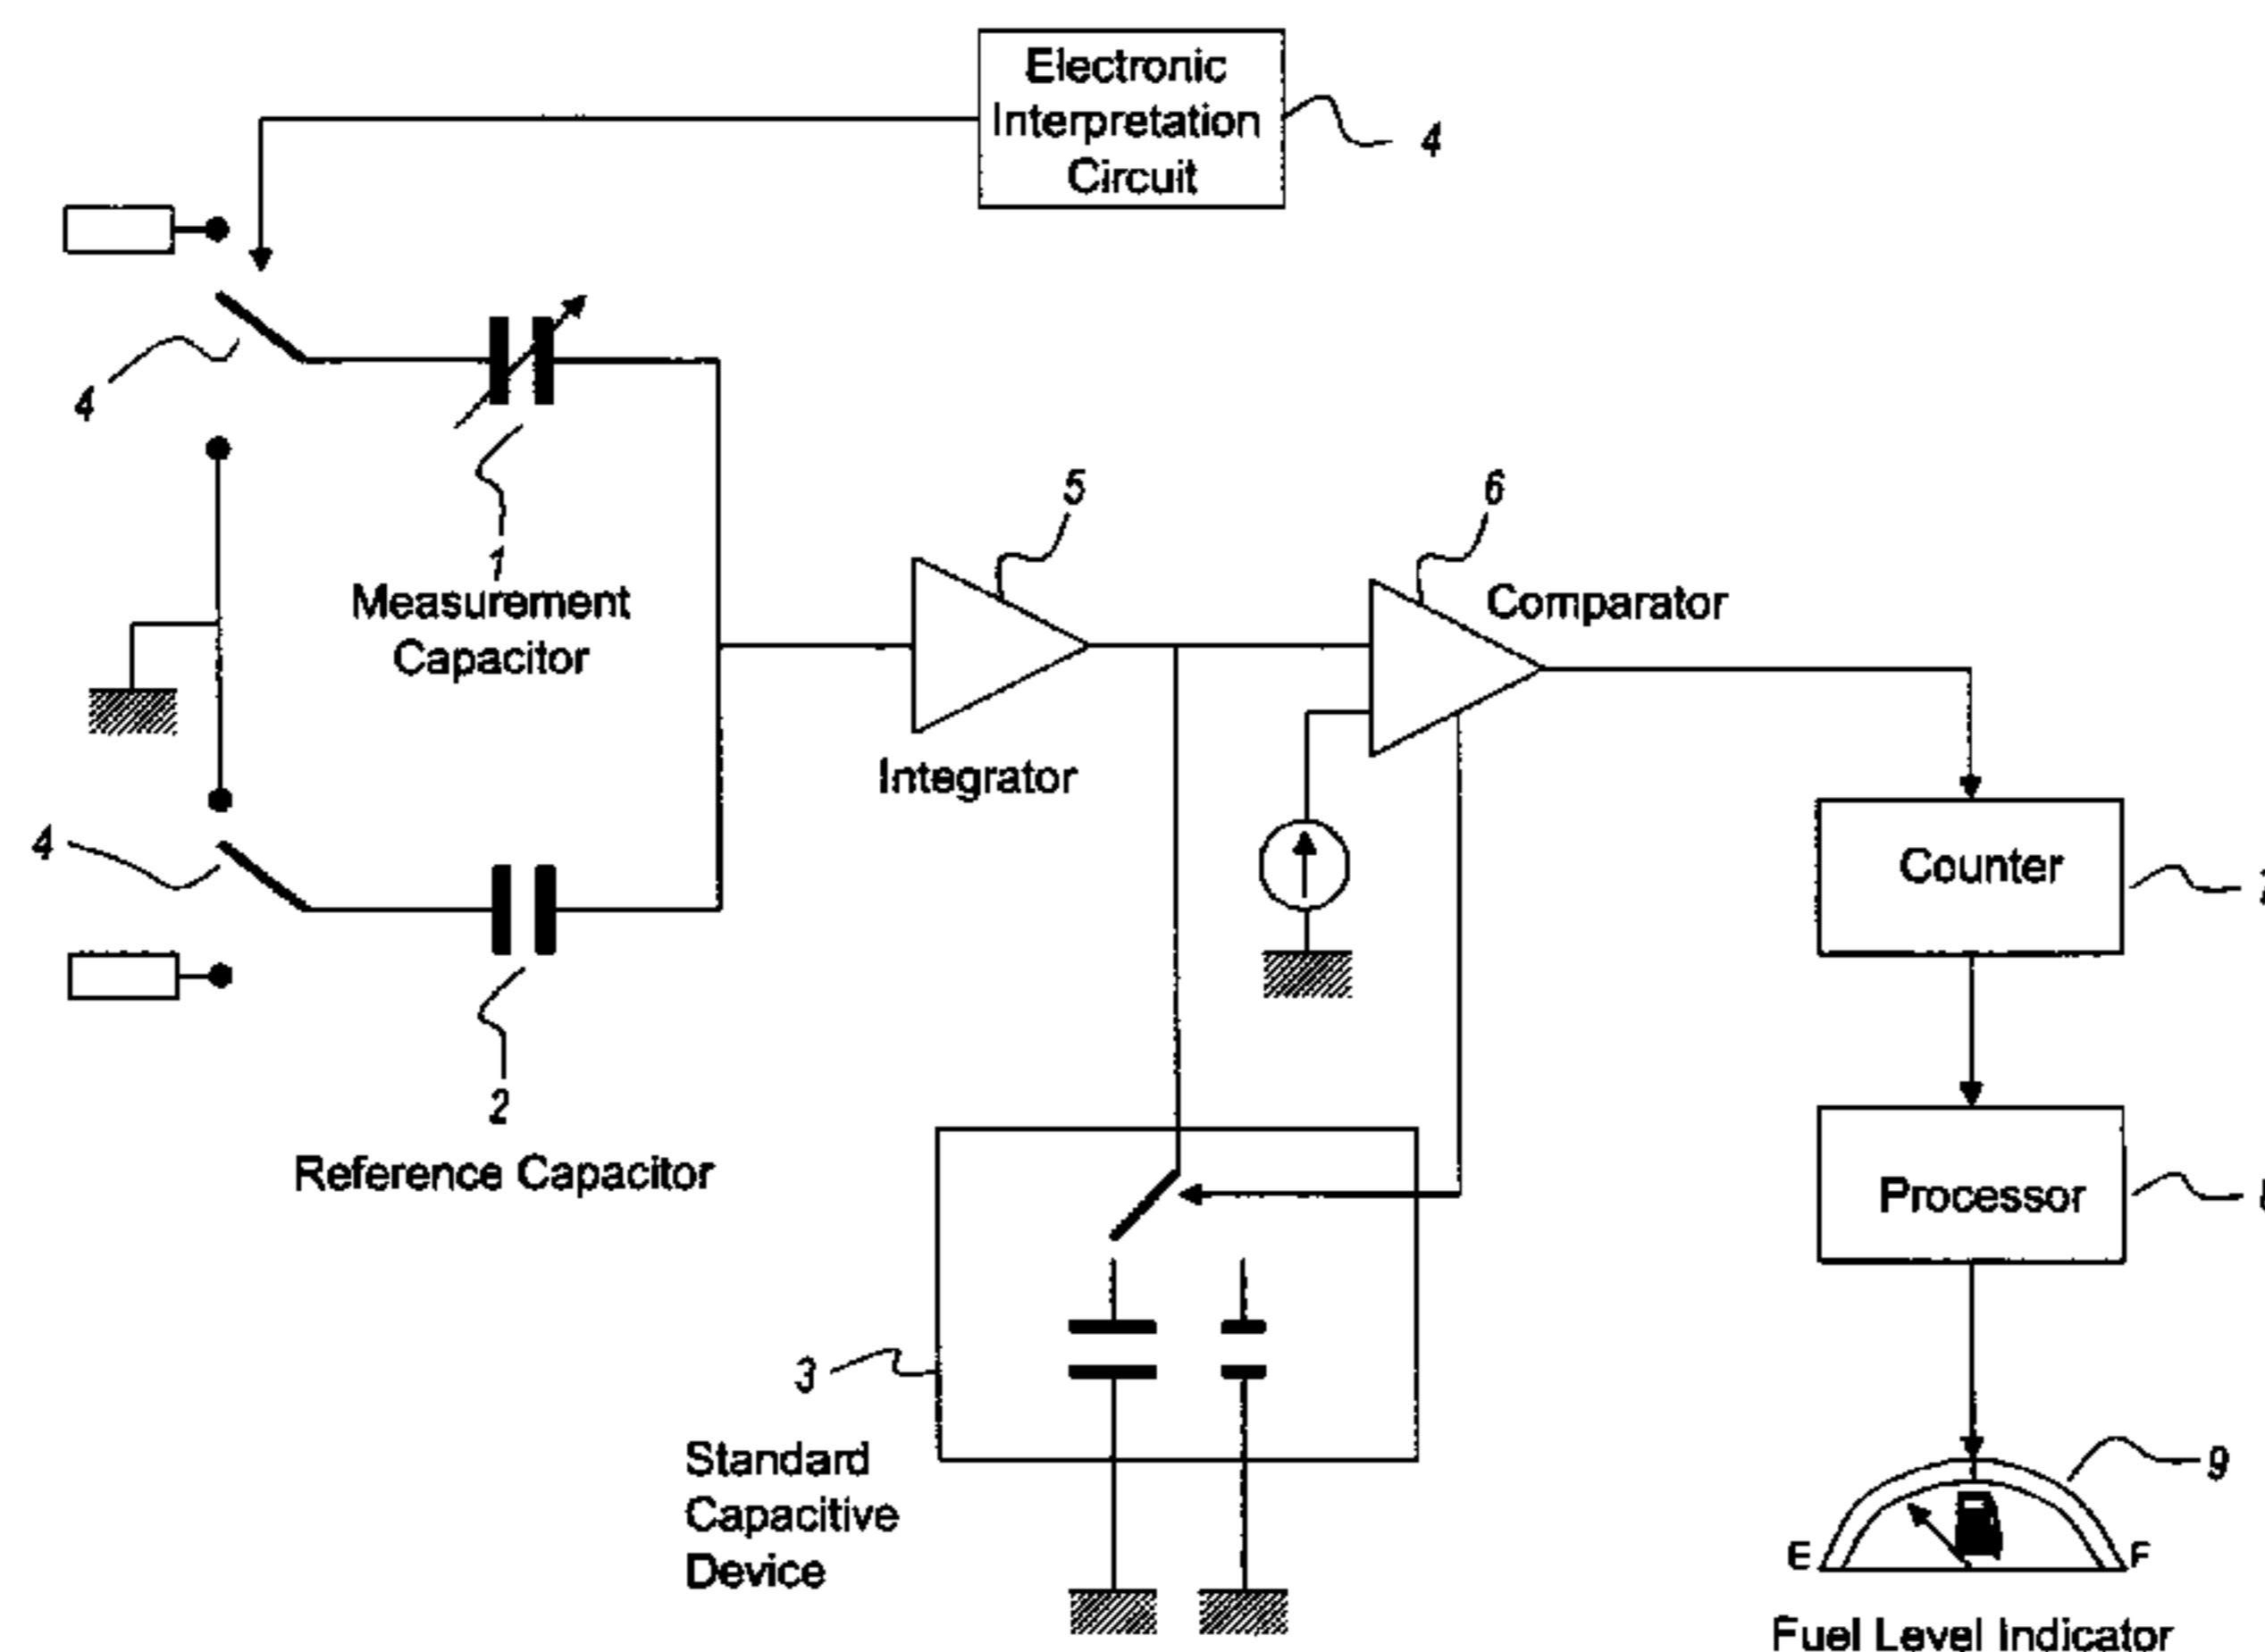 Electronic
Interpretation
Circuit
4
4
1
Measurement
Capacitor
5
6
Comparator
Integrator
4
Counter
2
Reference Capacitor
Processor
3
Standard
Capacitive
Device
9
E
F
Fuel Level Indicator